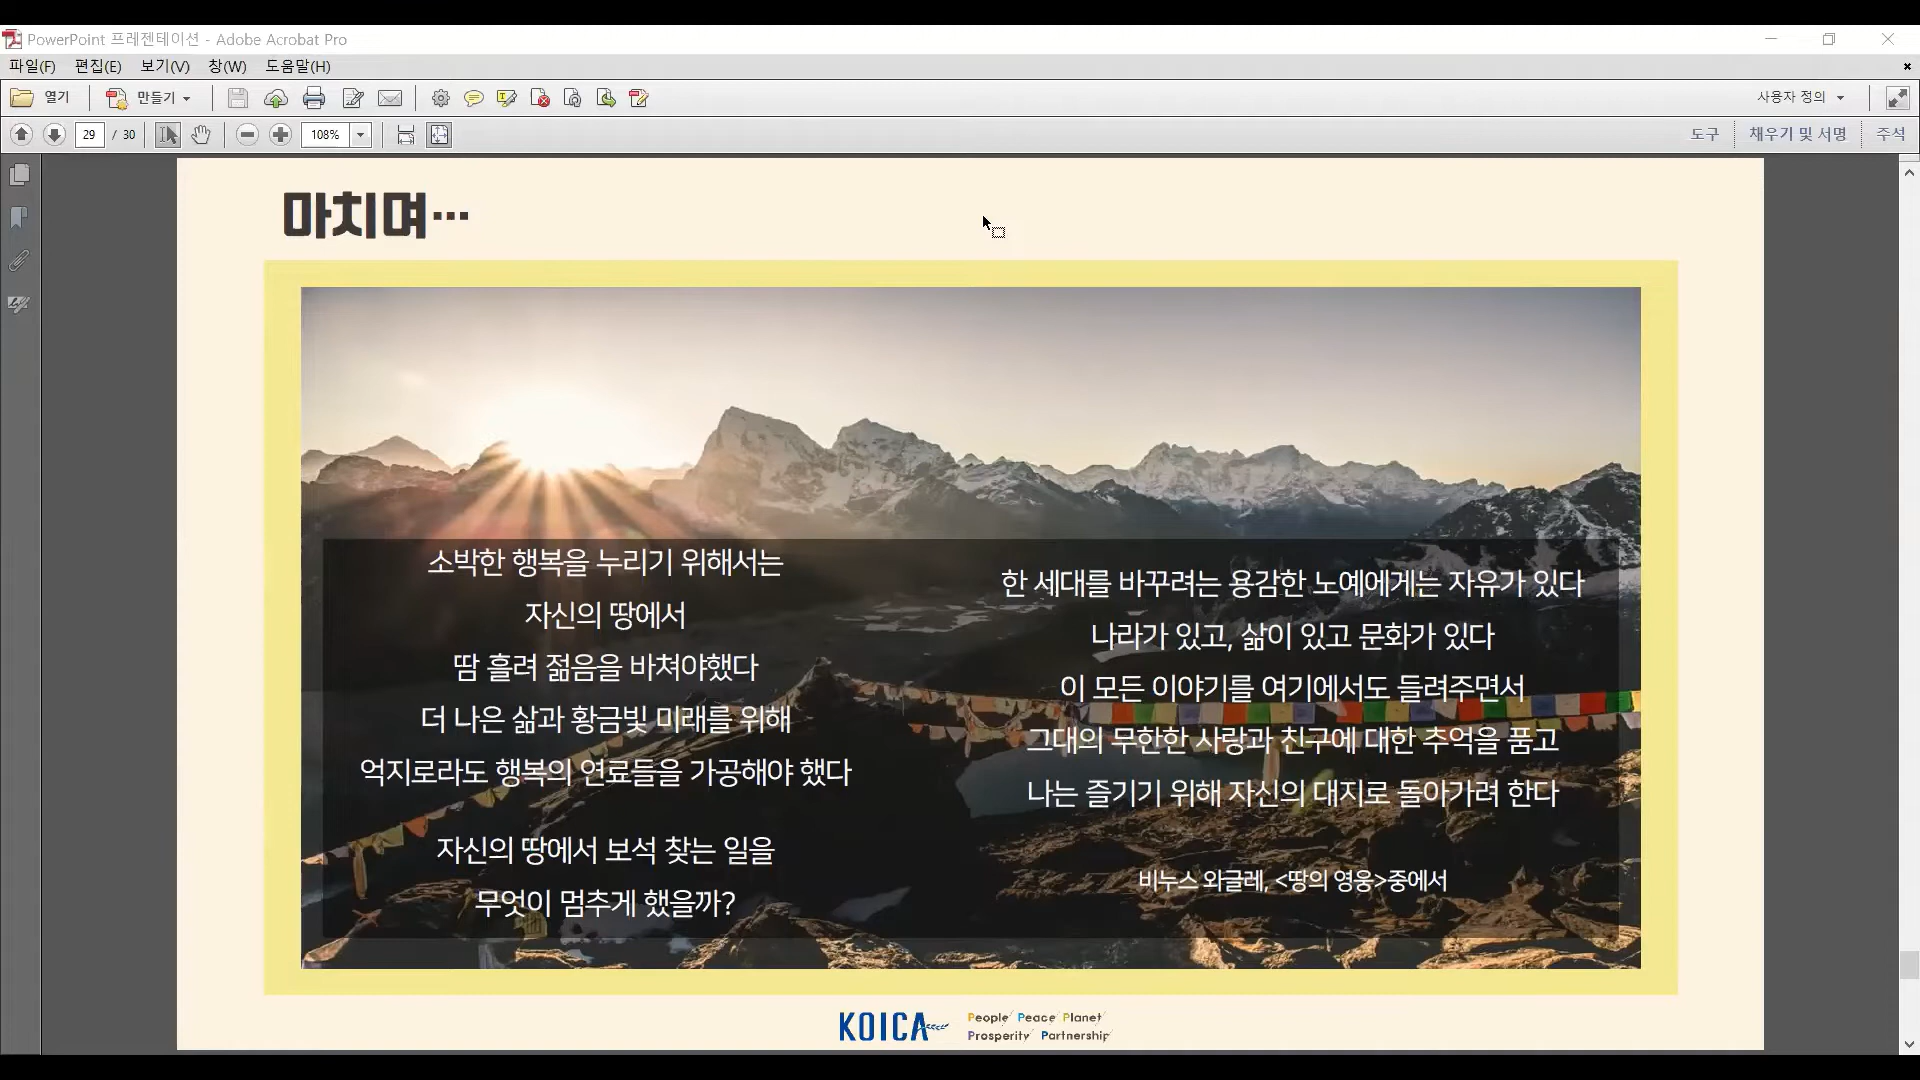 PowerPoint 프레젠테이션 - Adobe Acrobat Pro
파일(F) 편집(E) 보기(V) 창(W) 도움말(H)
열기 만들기 사용자 정의
29 / 30 108% 도구 채우기 및 서명 주석
마치며…
소박한 행복을 누리기 위해서는
자신의 땅에서
땀 흘려 젊음을 바쳐야했다
더 나은 삶과 황금빛 미래를 위해
억지로라도 행복의 연료들을 가공해야 했다
자신의 땅에서 보석 찾는 일을
무엇이 멈추게 했을까?
한 세대를 바꾸려는 용감한 노예에게는 자유가 있다
나라가 있고, 삶이 있고 문화가 있다
이 모든 이야기를 여기에서도 들려주면서
그대의 무한한 사랑과 친구에 대한 추억을 품고
나는 즐기기 위해 자신의 대지로 돌아가려 한다
비누스 와글레, <땅의 영웅>중에서
KOICA
People Peace Planet
Prosperity Partnership